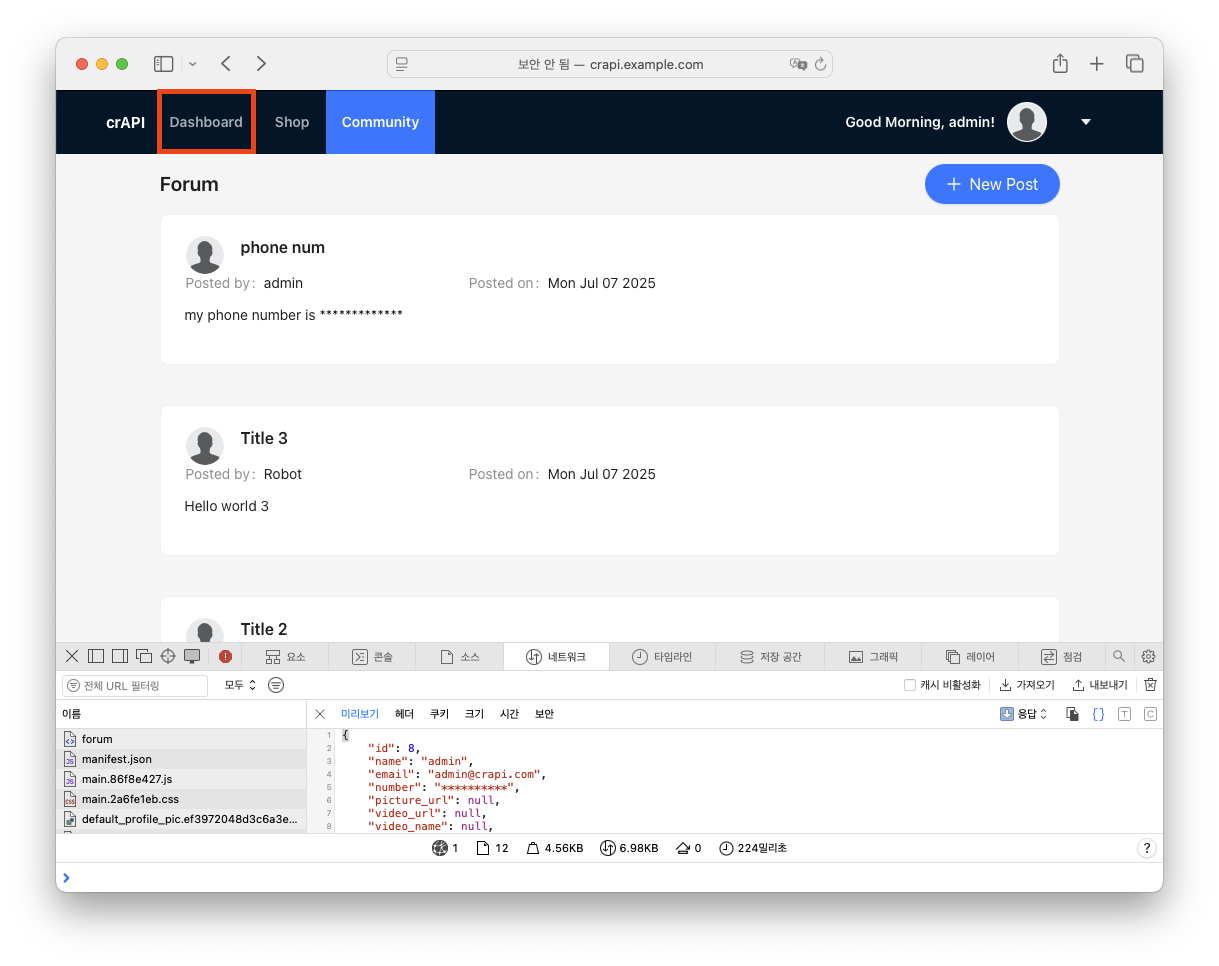 보안 안 됨 — crapi.example.com
crAPI Dashboard Shop Community Good Morning, admin!
Forum + New Post
phone num
Posted by: admin Posted on: Mon Jul 07 2025
my phone number is *************
Title 3
Posted by: Robot Posted on: Mon Jul 07 2025
Hello world 3
Title 2
요소 콘솔 소스 네트워크 타임라인 저장 공간 그래픽 레이어 점검
전체 URL 필터링 모두 캐시 비활성화 가져오기 내보내기
이름 미리보기 헤더 쿠키 크기 시간 보안 응답 {} T C
forum
manifest.json
main.86f8e427.js
main.2a6fe1eb.css
default_profile_pic.ef3972048d3c6a3e...
1 {
2 "id": 8,
3 "name": "admin",
4 "email": "admin@crapi.com",
5 "number": "**********",
6 "picture_url": null,
7 "video_url": null,
8 "video_name": null,
1 12 4.56KB 6.98KB 0 224밀리초 ?